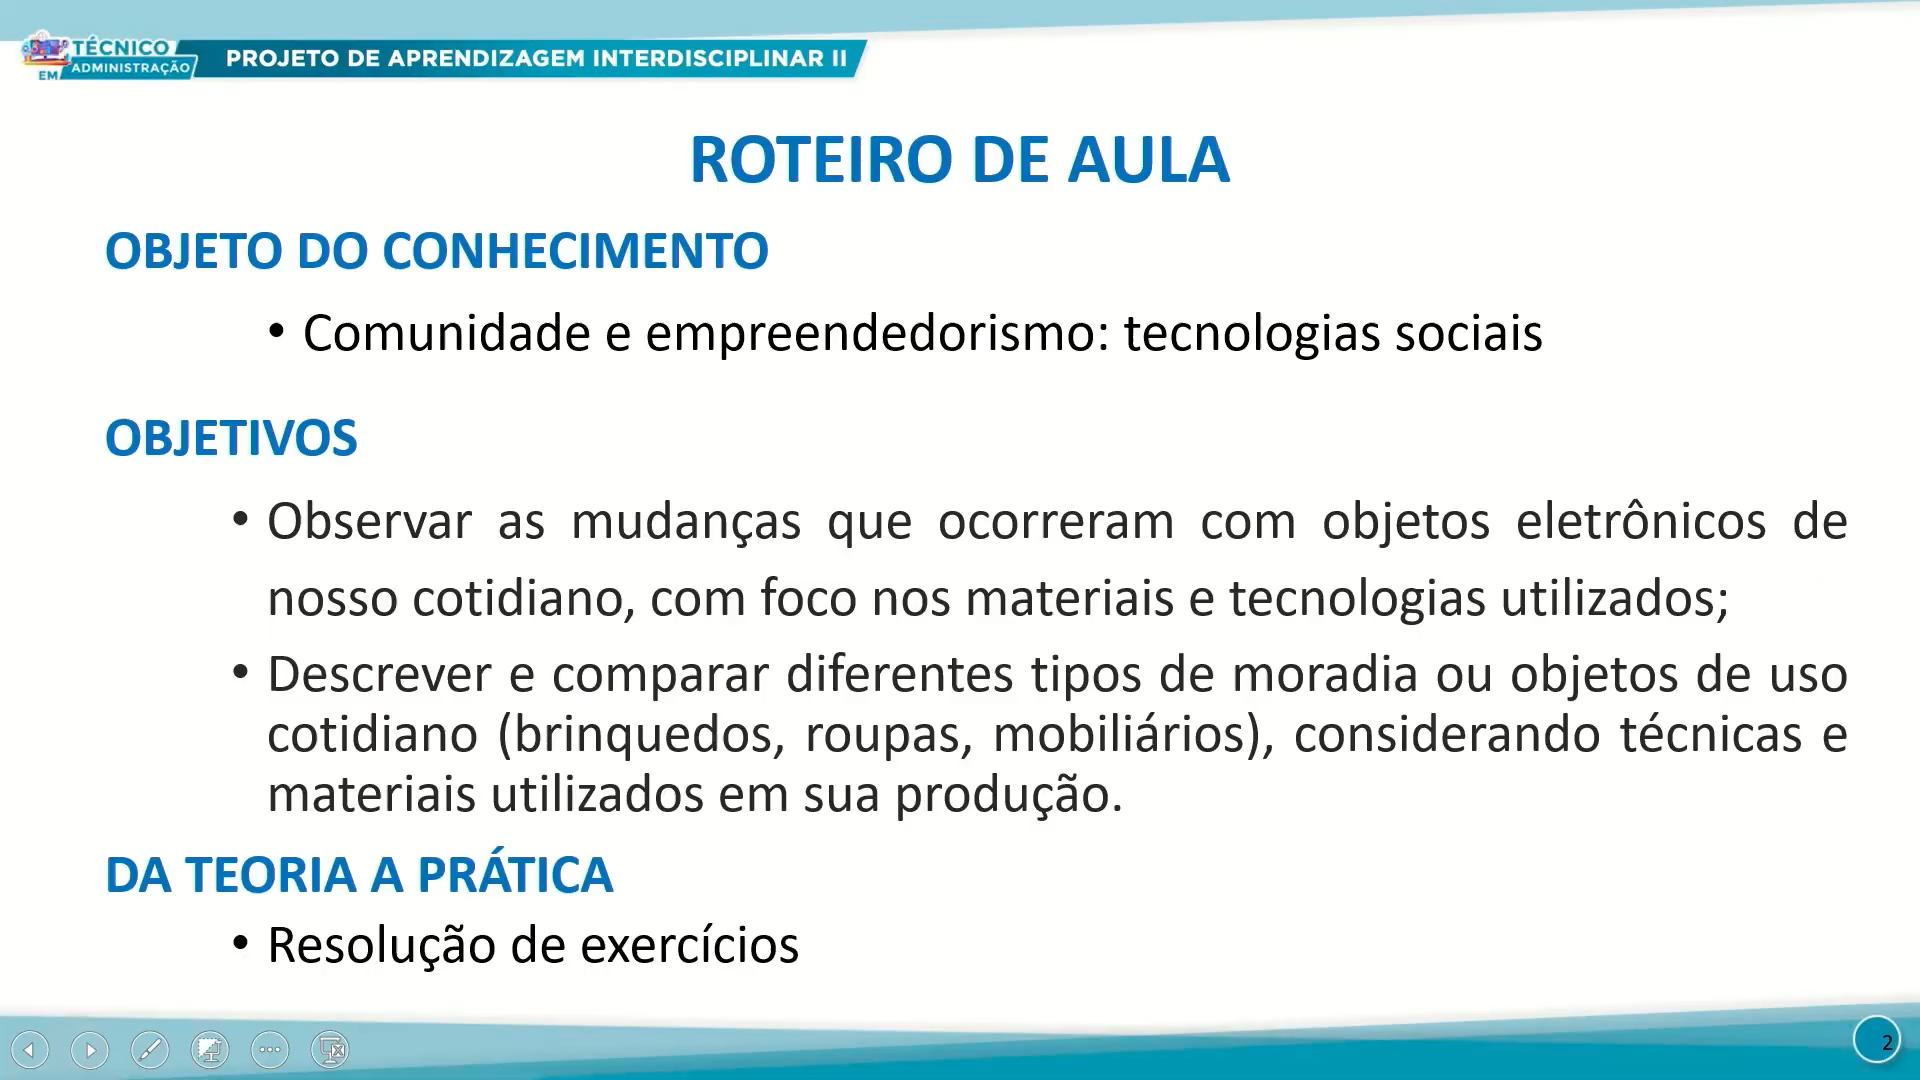 TÉCNICO
EM ADMINISTRAÇÃO
PROJETO DE APRENDIZAGEM INTERDISCIPLINAR II
ROTEIRO DE AULA
OBJETO DO CONHECIMENTO
• Comunidade e empreendedorismo: tecnologias sociais
OBJETIVOS
• Observar as mudanças que ocorreram com objetos eletrônicos de
nosso cotidiano, com foco nos materiais e tecnologias utilizados;
• Descrever e comparar diferentes tipos de moradia ou objetos de uso
cotidiano (brinquedos, roupas, mobiliários), considerando técnicas e
materiais utilizados em sua produção.
DA TEORIA A PRÁTICA
• Resolução de exercícios
2